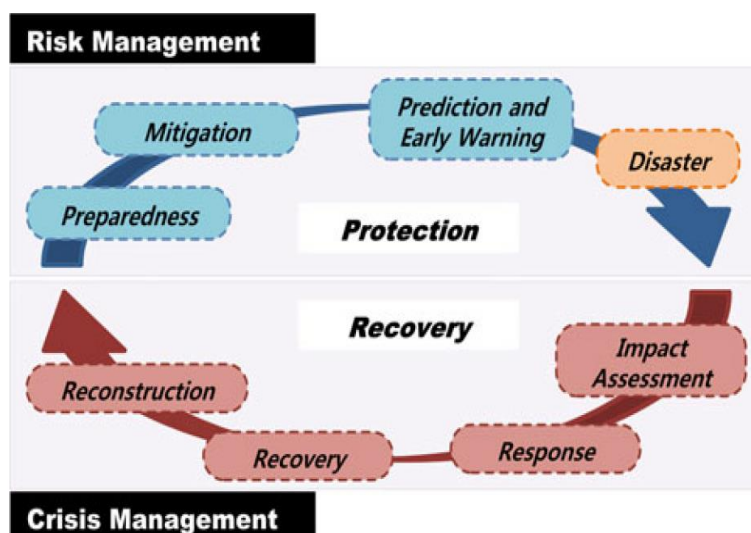 Risk Management
Prediction and
Early Warning
Mitigation
Disaster
Preparedness
Protection
Recovery
Impact
Assessment
Reconstruction
Response
Recovery
Crisis Management